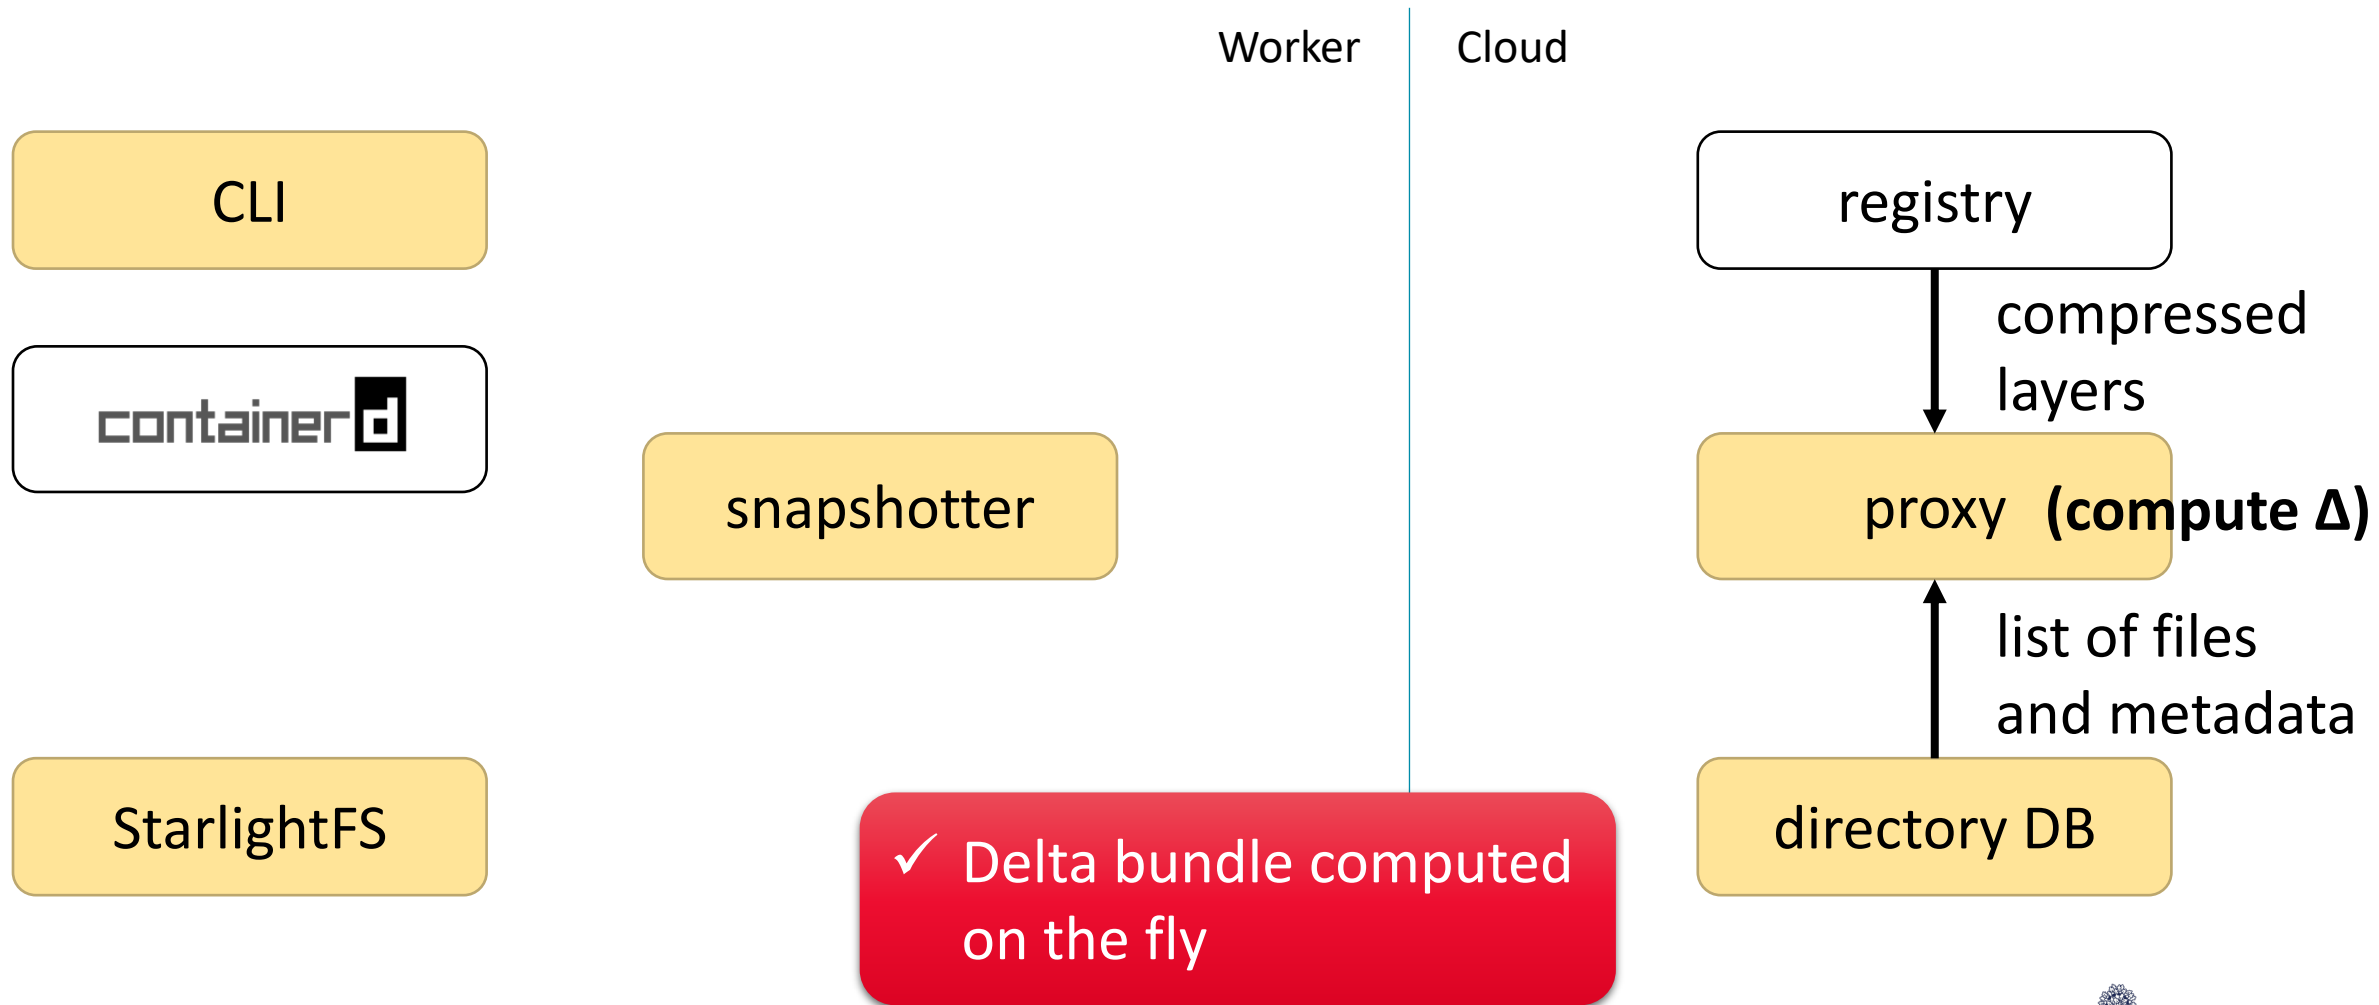 Worker
Cloud
CLI
registry
compressed
layers
containerd
snapshotter
proxy (compute Δ)
list of files
and metadata
StarlightFS
directory DB
✓ Delta bundle computed
on the fly